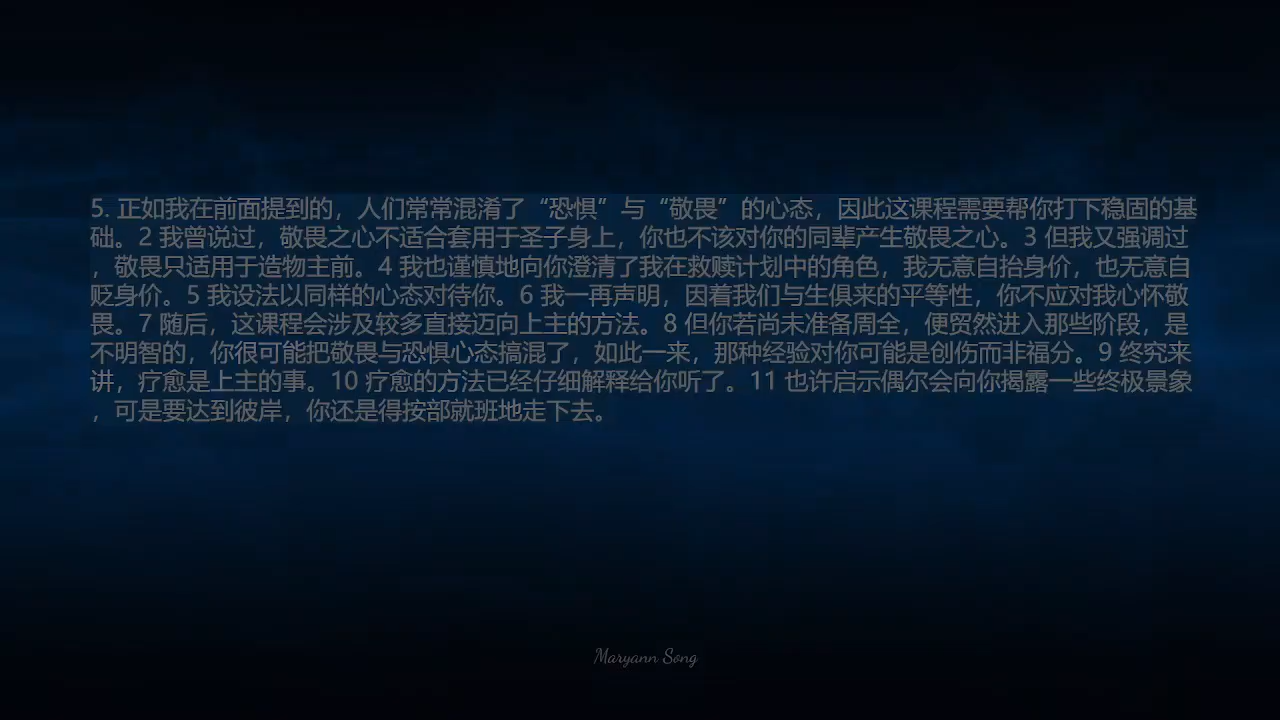 5. 正如我在前面提到的，人们常常混淆了“恐惧”与“敬畏”的心态，因此这课程需要帮你打下稳固的基
础。2 我曾说过，敬畏之心不适合套用于圣子身上，你也不该对你的同辈产生敬畏之心。3 但我又强调过
，敬畏只适用于造物主前。4 我也谨慎地向你澄清了我在救赎计划中的角色，我无意自抬身价，也无意自
贬身价。5 我设法以同样的心态对待你。6 我一再声明，因着我们与生俱来的平等性，你不应对我心怀敬
畏。7 随后，这课程会涉及较多直接迈向上主的方法。8 但你若尚未准备周全，便贸然进入那些阶段，是
不明智的，你很可能把敬畏与恐惧心态搞混了，如此一来，那种经验对你可能是创伤而非福分。9 终究来
讲，疗愈是上主的事。10 疗愈的方法已经仔细解释给你听了。11 也许启示偶尔会向你揭露一些终极景象
，可是要达到彼岸，你还是得按部就班地走下去。
Maryann Song